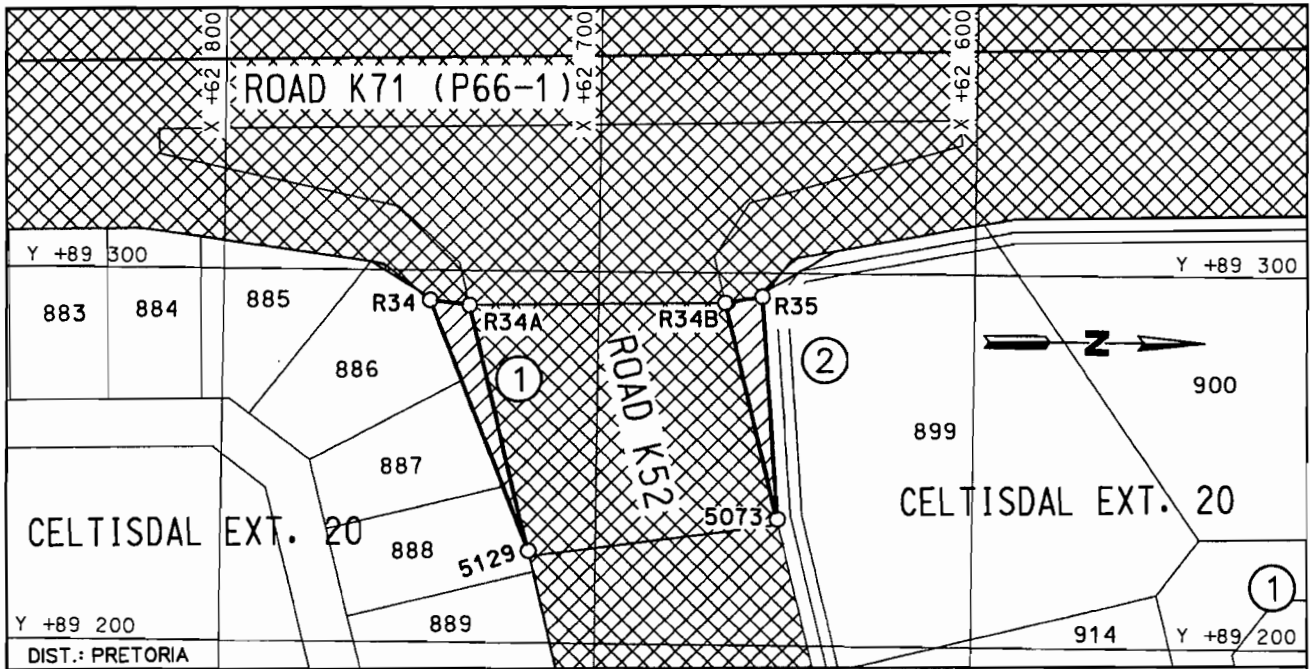 X +62 800
X +62 700
X +62 600
ROAD K71 (P66-1)
Y +89 300
Y +89 300
883
884
885
R34
R34A
R34B
R35
N
886
1
2
ROAD K52
900
899
887
CELTISDAL EXT. 20
CELTISDAL EXT. 20
888
5129
5073
1
Y +89 200
889
914
Y +89 200
DIST.: PRETORIA